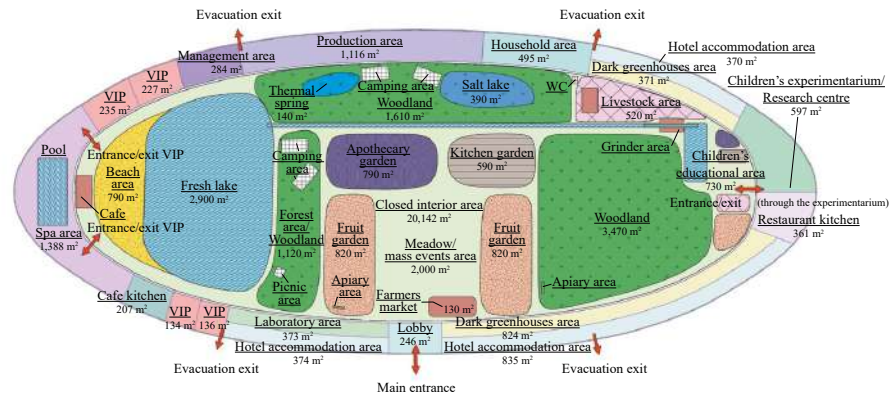 Evacuation exit
Evacuation exit
Production area
1,116 m²
Household area
495 m²
Hotel accommodation area
370 m²
Management area
284 m²
Dark greenhouses area
371 m²
Children's experimentarium/
Research centre
597 m²
VIP
227 m²
VIP
235 m²
Thermal
spring
140 m²
Camping area
Woodland
1,610 m²
Salt lake
390 m²
WC
Livestock area
520 m²
Grinder area
Pool
Entrance/exit VIP
Beach
area
790 m²
Fresh lake
2,900 m²
Camping
area
Apothecary
garden
790 m²
Kitchen garden
590 m²
Children's
educational area
730 m²
Cafe
Entrance/exit VIP
Spa area
1,388 m²
Forest
area/
Woodland
1,120 m²
Closed interior area
20,142 m²
Fruit
garden
820 m²
Meadow/
mass events area
2,000 m²
Fruit
garden
820 m²
Woodland
3,470 m²
Entrance/exit
(through the experimentarium)
Restaurant kitchen
361 m²
Picnic
area
Apiary
area
Farmers
market
130 m²
Apiary area
Cafe kitchen
207 m²
VIP
134 m²
VIP
136 m²
Laboratory area
373 m²
Lobby
246 m²
Dark greenhouses area
824 m²
Hotel accommodation area
374 m²
Hotel accommodation area
835 m²
Evacuation exit
Evacuation exit
Main entrance